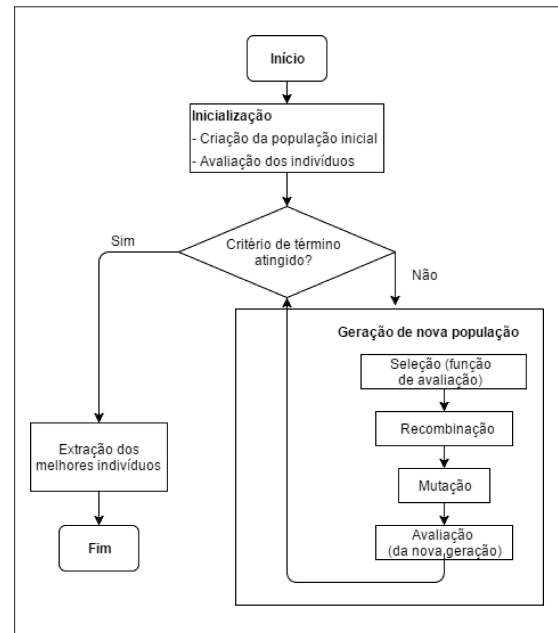 Início
Inicialização
- Criação da população inicial
- Avaliação dos indivíduos
Critério de término
atingido?
Sim
Não
Geração de nova população
Seleção (função
de avaliação)
Recombinação
Mutação
Avaliação
(da nova geração)
Extração dos
melhores indivíduos
Fim